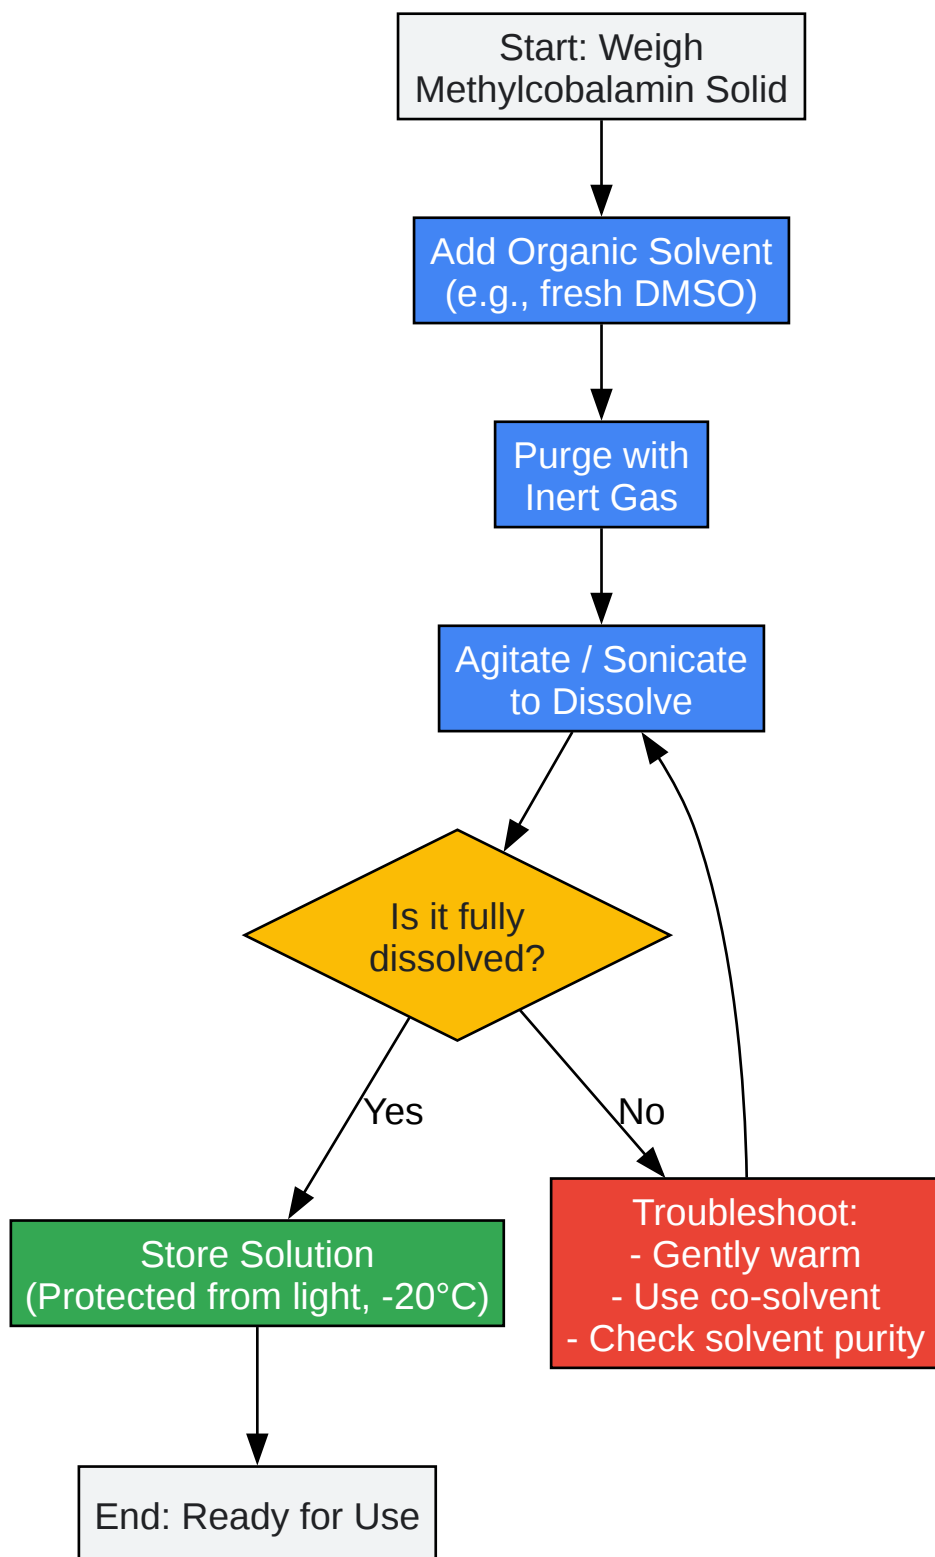 Start: Weigh
Methylcobalamin Solid
Add Organic Solvent
(e.g., fresh DMSO)
Purge with
Inert Gas
Agitate / Sonicate
to Dissolve
Is it fully
dissolved?
Yes
No
Troubleshoot:
- Gently warm
- Use co-solvent
- Check solvent purity
Store Solution
(Protected from light, -20°C)
End: Ready for Use